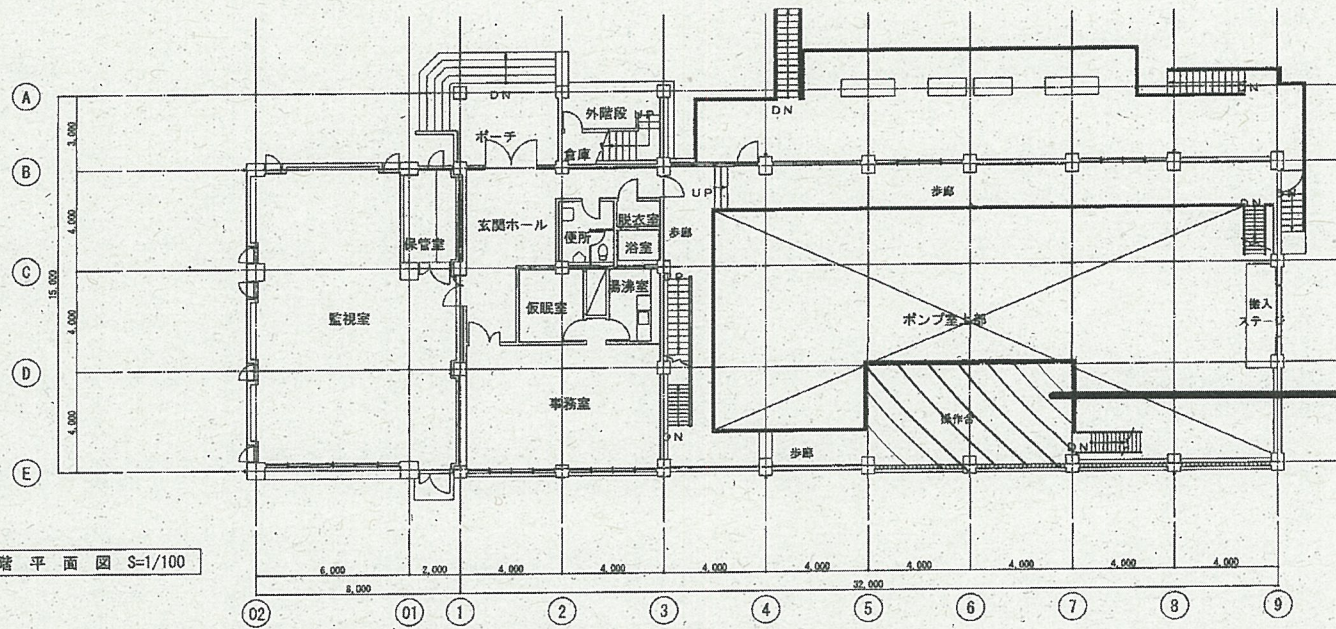 A
B
C
D
E
3,000
4,000
4,000
4,000
15,000
DN
ポーチ
外階段
UP
倉庫
DN
DN
玄関ホール
便所
脱衣室
浴室
歩廊
UP
歩廊
DN
保管室
監視室
仮眠室
湯沸室
ポンプ室上部
搬入
ステージ
事務室
DN
歩廊
操作台
DN
階 平 面 図 S=1/100
6,000
2,000
4,000
4,000
4,000
4,000
4,000
4,000
4,000
4,000
8,000
32,000
02
01
1
2
3
4
5
6
7
8
9